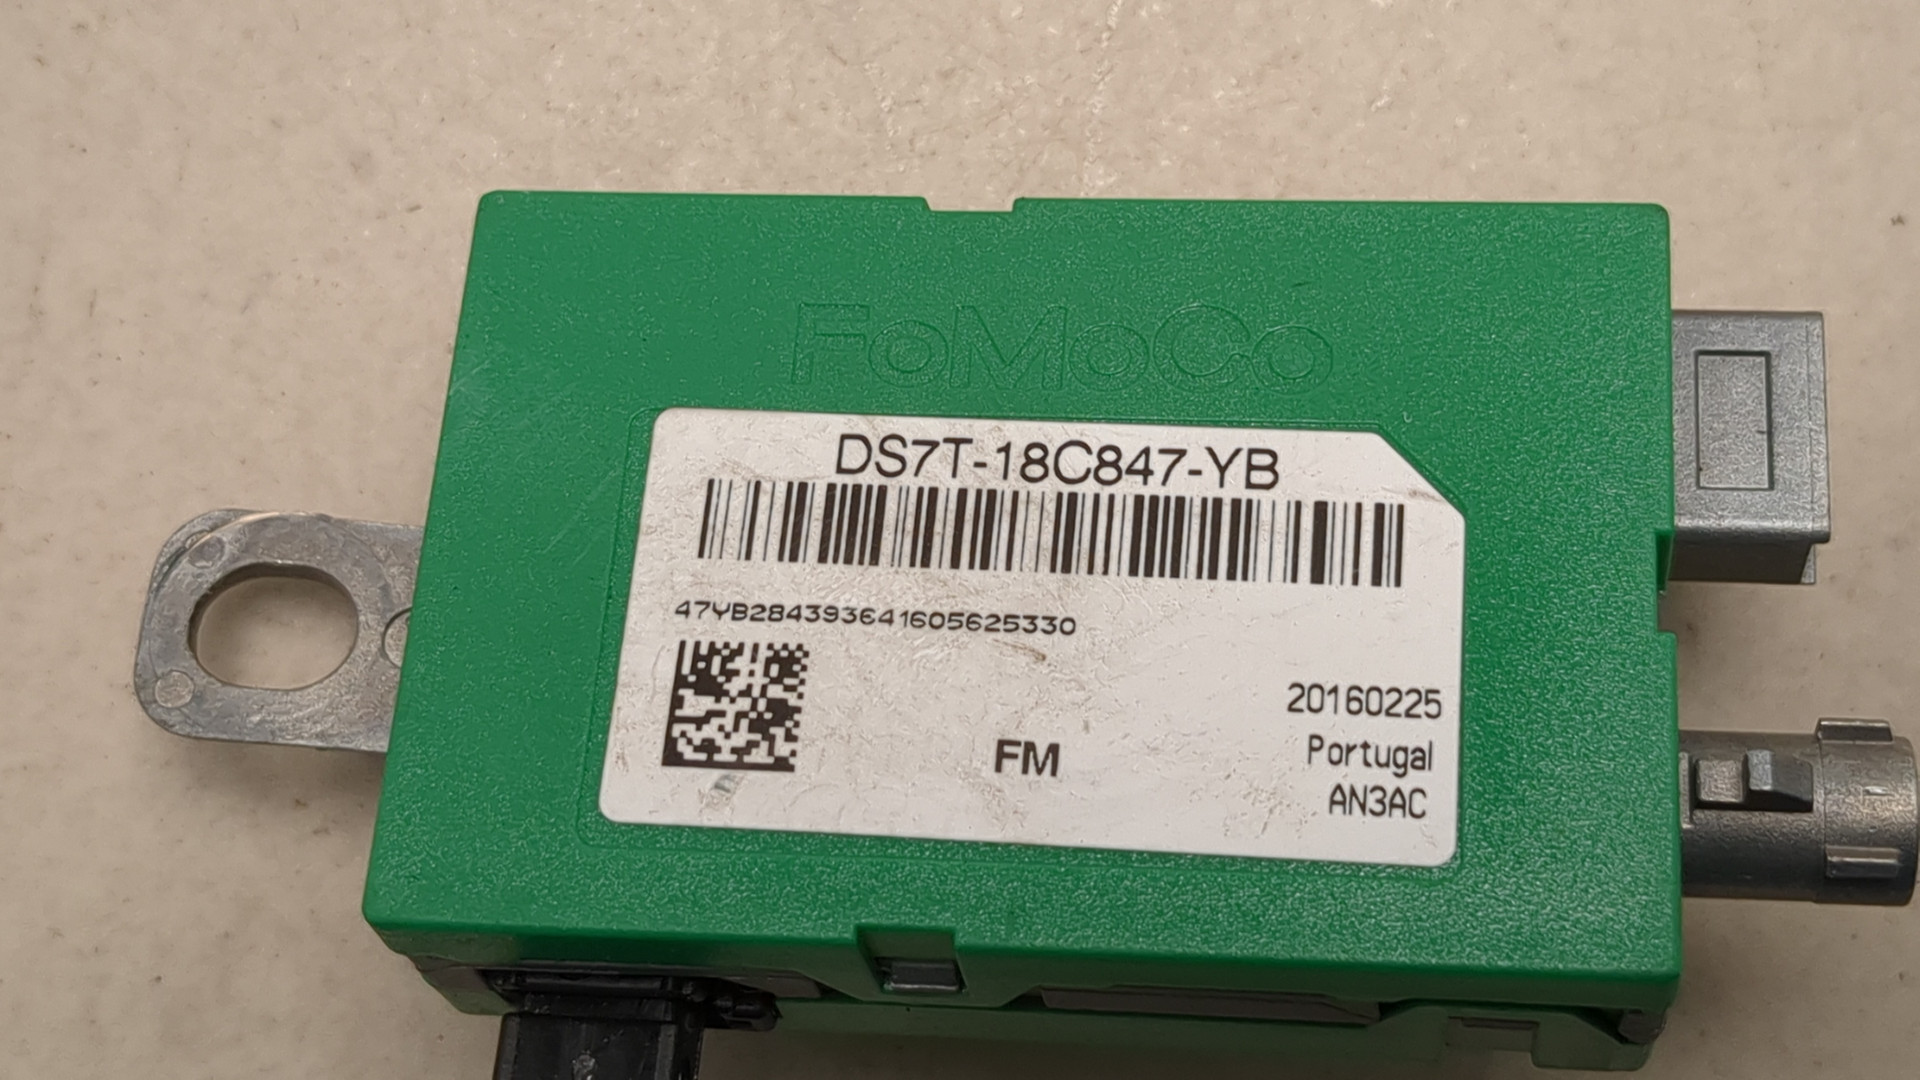 FoMoCo
DS7T-18C847-YB
47YB284393641605625330
20160225
FM
Portugal
AN3AC